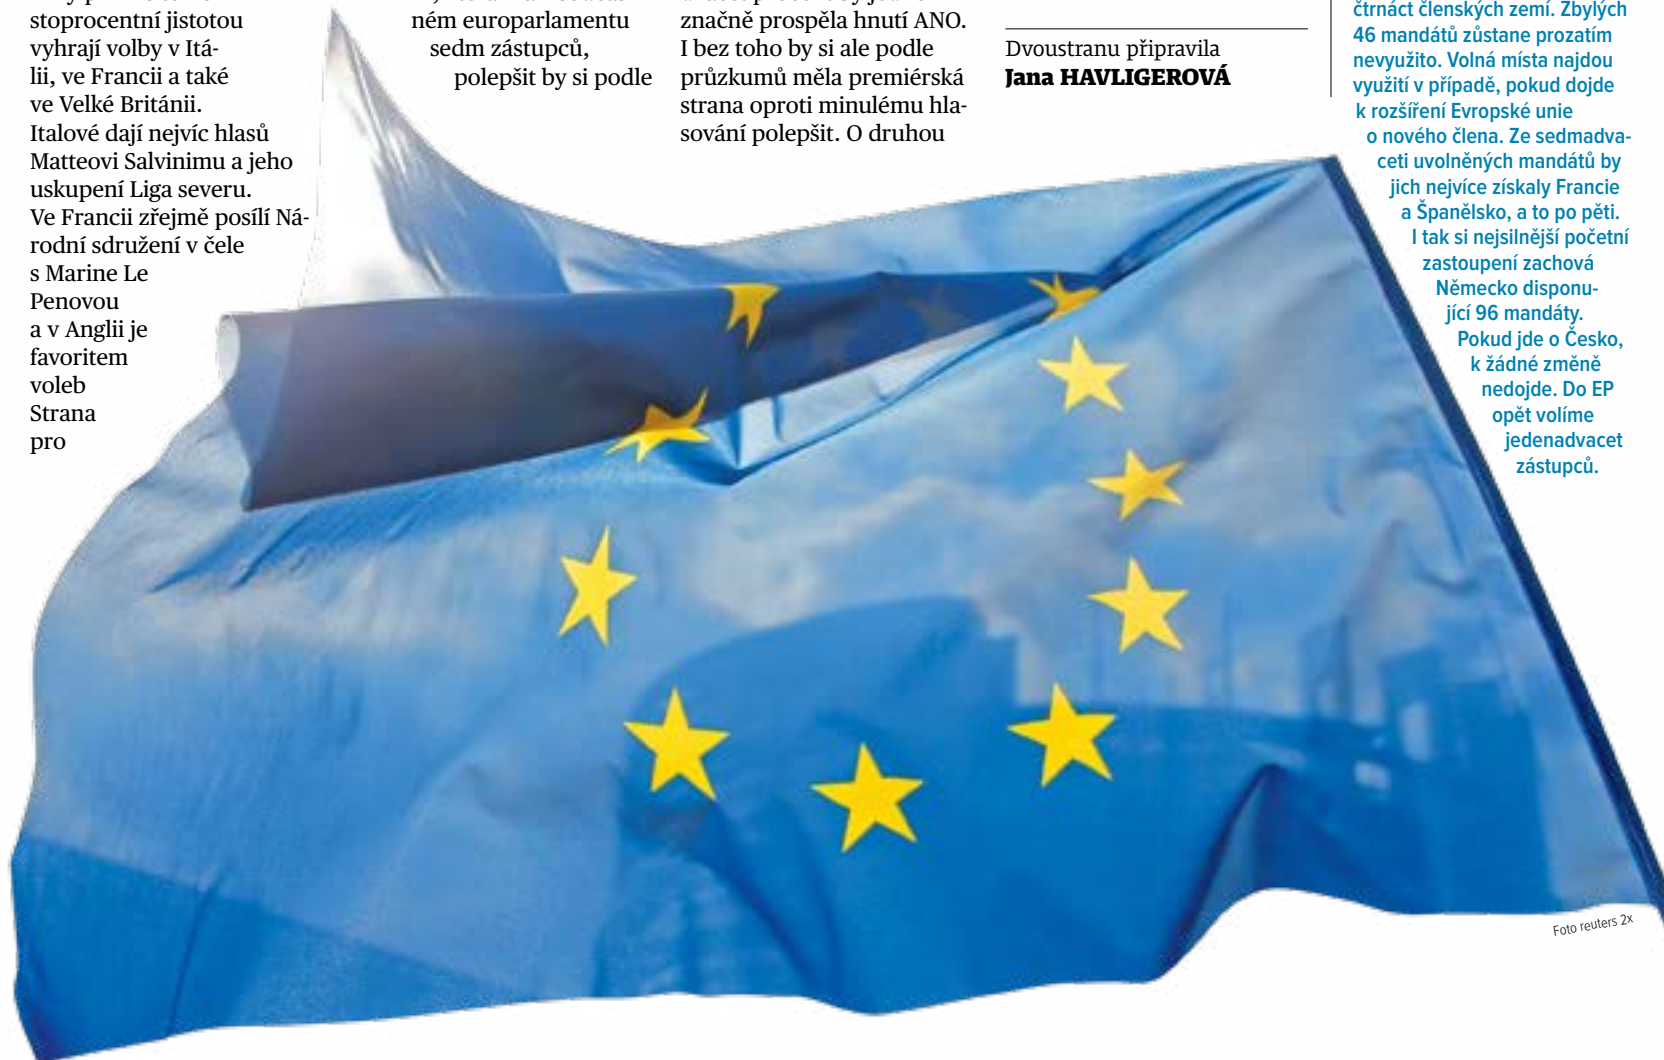 stoprocentní jistotou
vyhrají volby v Itá-
lii, ve Francii a také
ve Velké Británii.
Italové dají nejvíc hlasů
Matteovi Salvinimu a jeho
uskupení Liga severu.
Ve Francii zřejmě posílí Ná-
rodní sdružení v čele
s Marine Le
Penovou
a v Anglii je
favoritem
voleb
Strana
pro
ném europarlamentu
sedm zástupců,
polepšit by si podle
značně prospěla hnutí ANO.
I bez toho by si ale podle
průzkumů měla premiérská
strana oproti minulému hla-
sování polepšit. O druhou
Dvoustranu připravila
Jana HAVLIGEROVÁ
čtrnáct členských zemí. Zbylých
46 mandátů zůstane prozatím
nevyužito. Volná místa najdou
využití v případě, pokud dojde
k rozšíření Evropské unie
o nového člena. Ze sedmadva-
ceti uvolněných mandátů by
jich nejvíce získaly Francie
a Španělsko, a to po pěti.
I tak si nejsilnější početní
zastoupení zachová
Německo disponu-
jící 96 mandáty.
Pokud jde o Česko,
k žádné změně
nedojde. Do EP
opět volíme
jedenadvacet
zástupců.
Foto reuters 2x